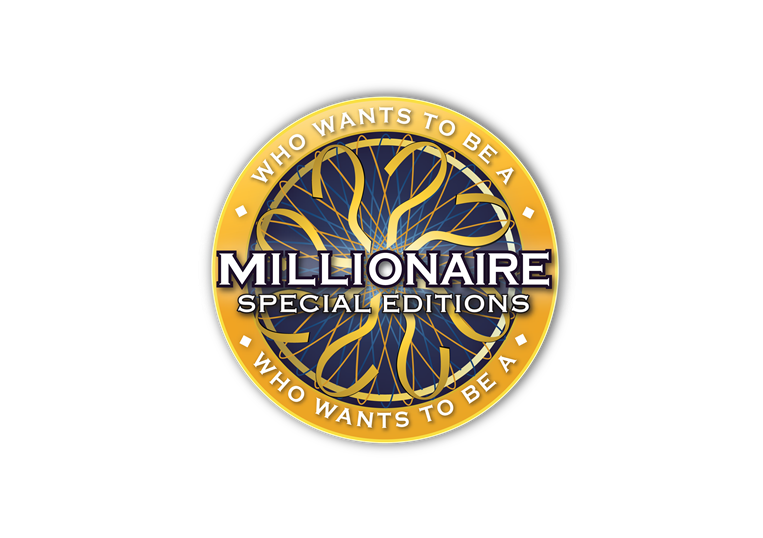 WHO WANTS TO BE A
MILLIONAIRE
SPECIAL EDITIONS
WHO WANTS TO BE A